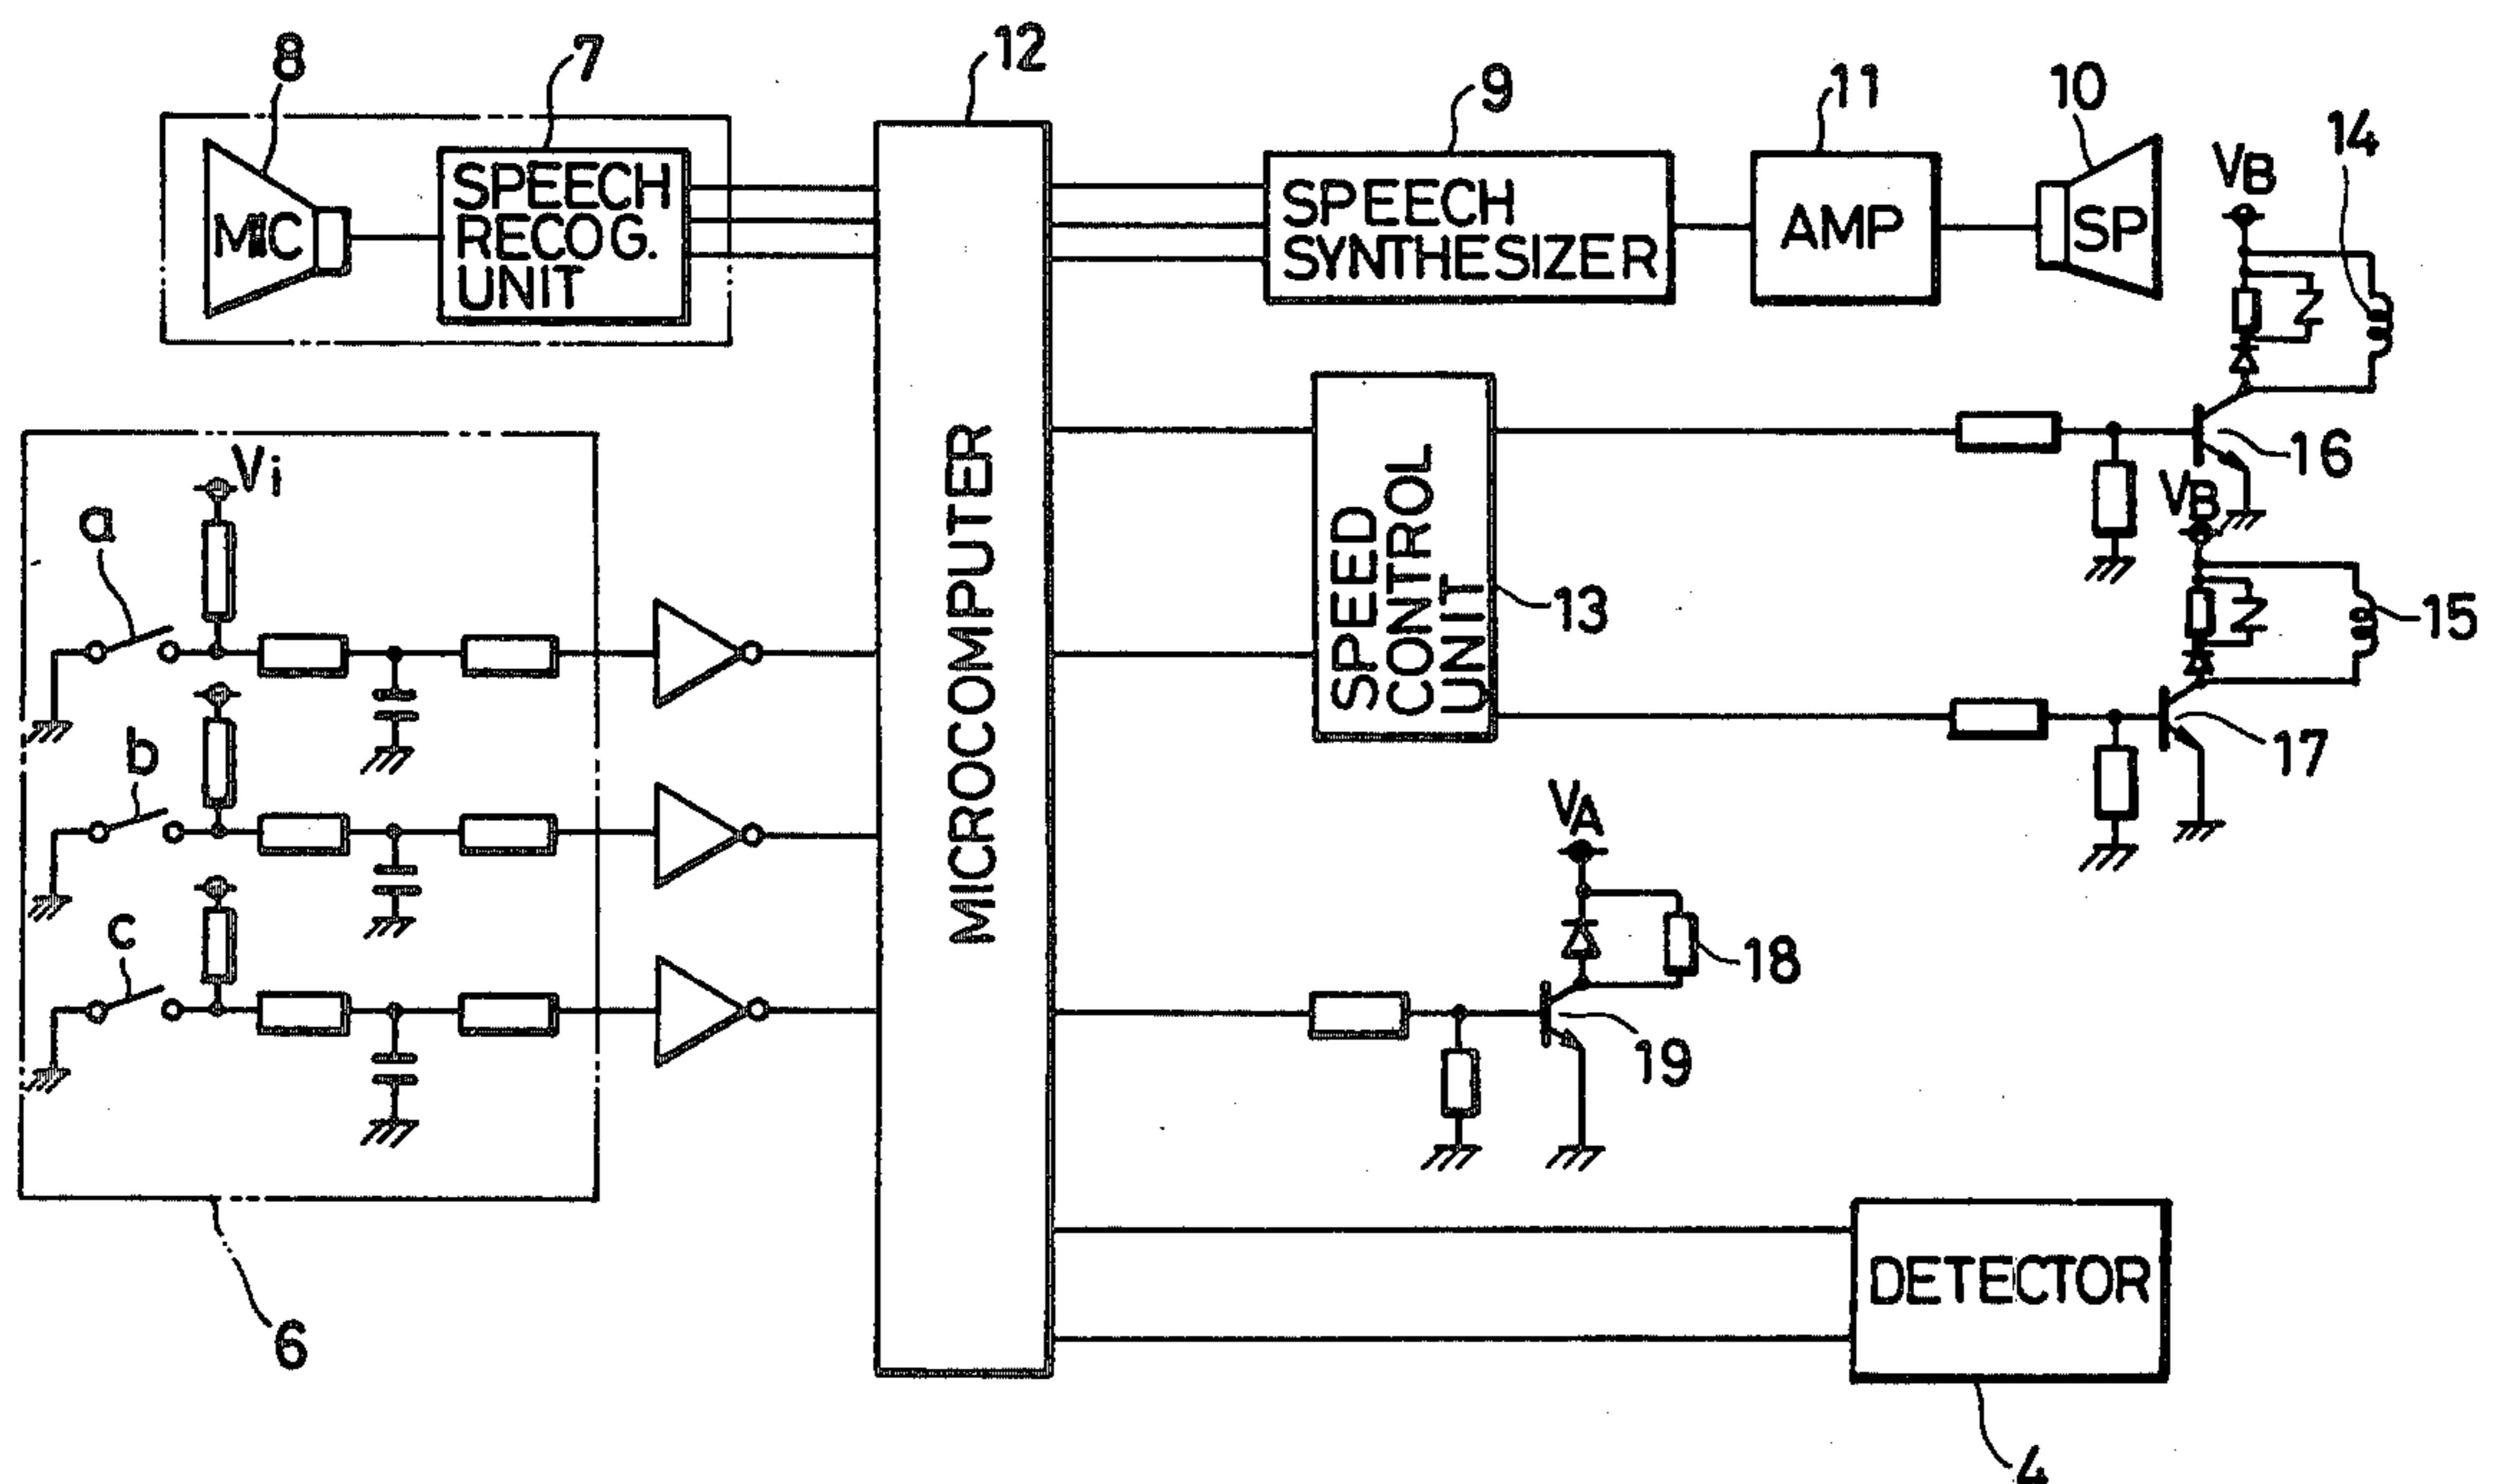 8
7
12
9
11
10
14
VB
MIC
SPEECH
RECOG.
UNIT
SPEECH
SYNTHESIZER
AMP
SP
MICROCOMPUTER
SPEED
CONTROL
UNIT
13
16
VB
15
17
Vi
a
b
c
6
VA
18
19
DETECTOR
4